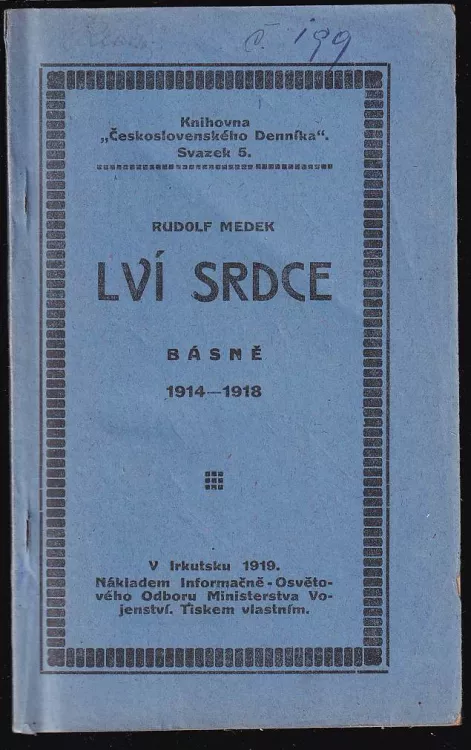 č. 199
Knihovna
„Československého Denníka“.
Svazek 5.
RUDOLF MEDEK
LVÍ SRDCE
BÁSNĚ
1914—1918
V Irkutsku 1919.
Nákladem Informačně-Osvěto-
vého Odboru Ministerstva Vo-
jenství. Tiskem vlastním.